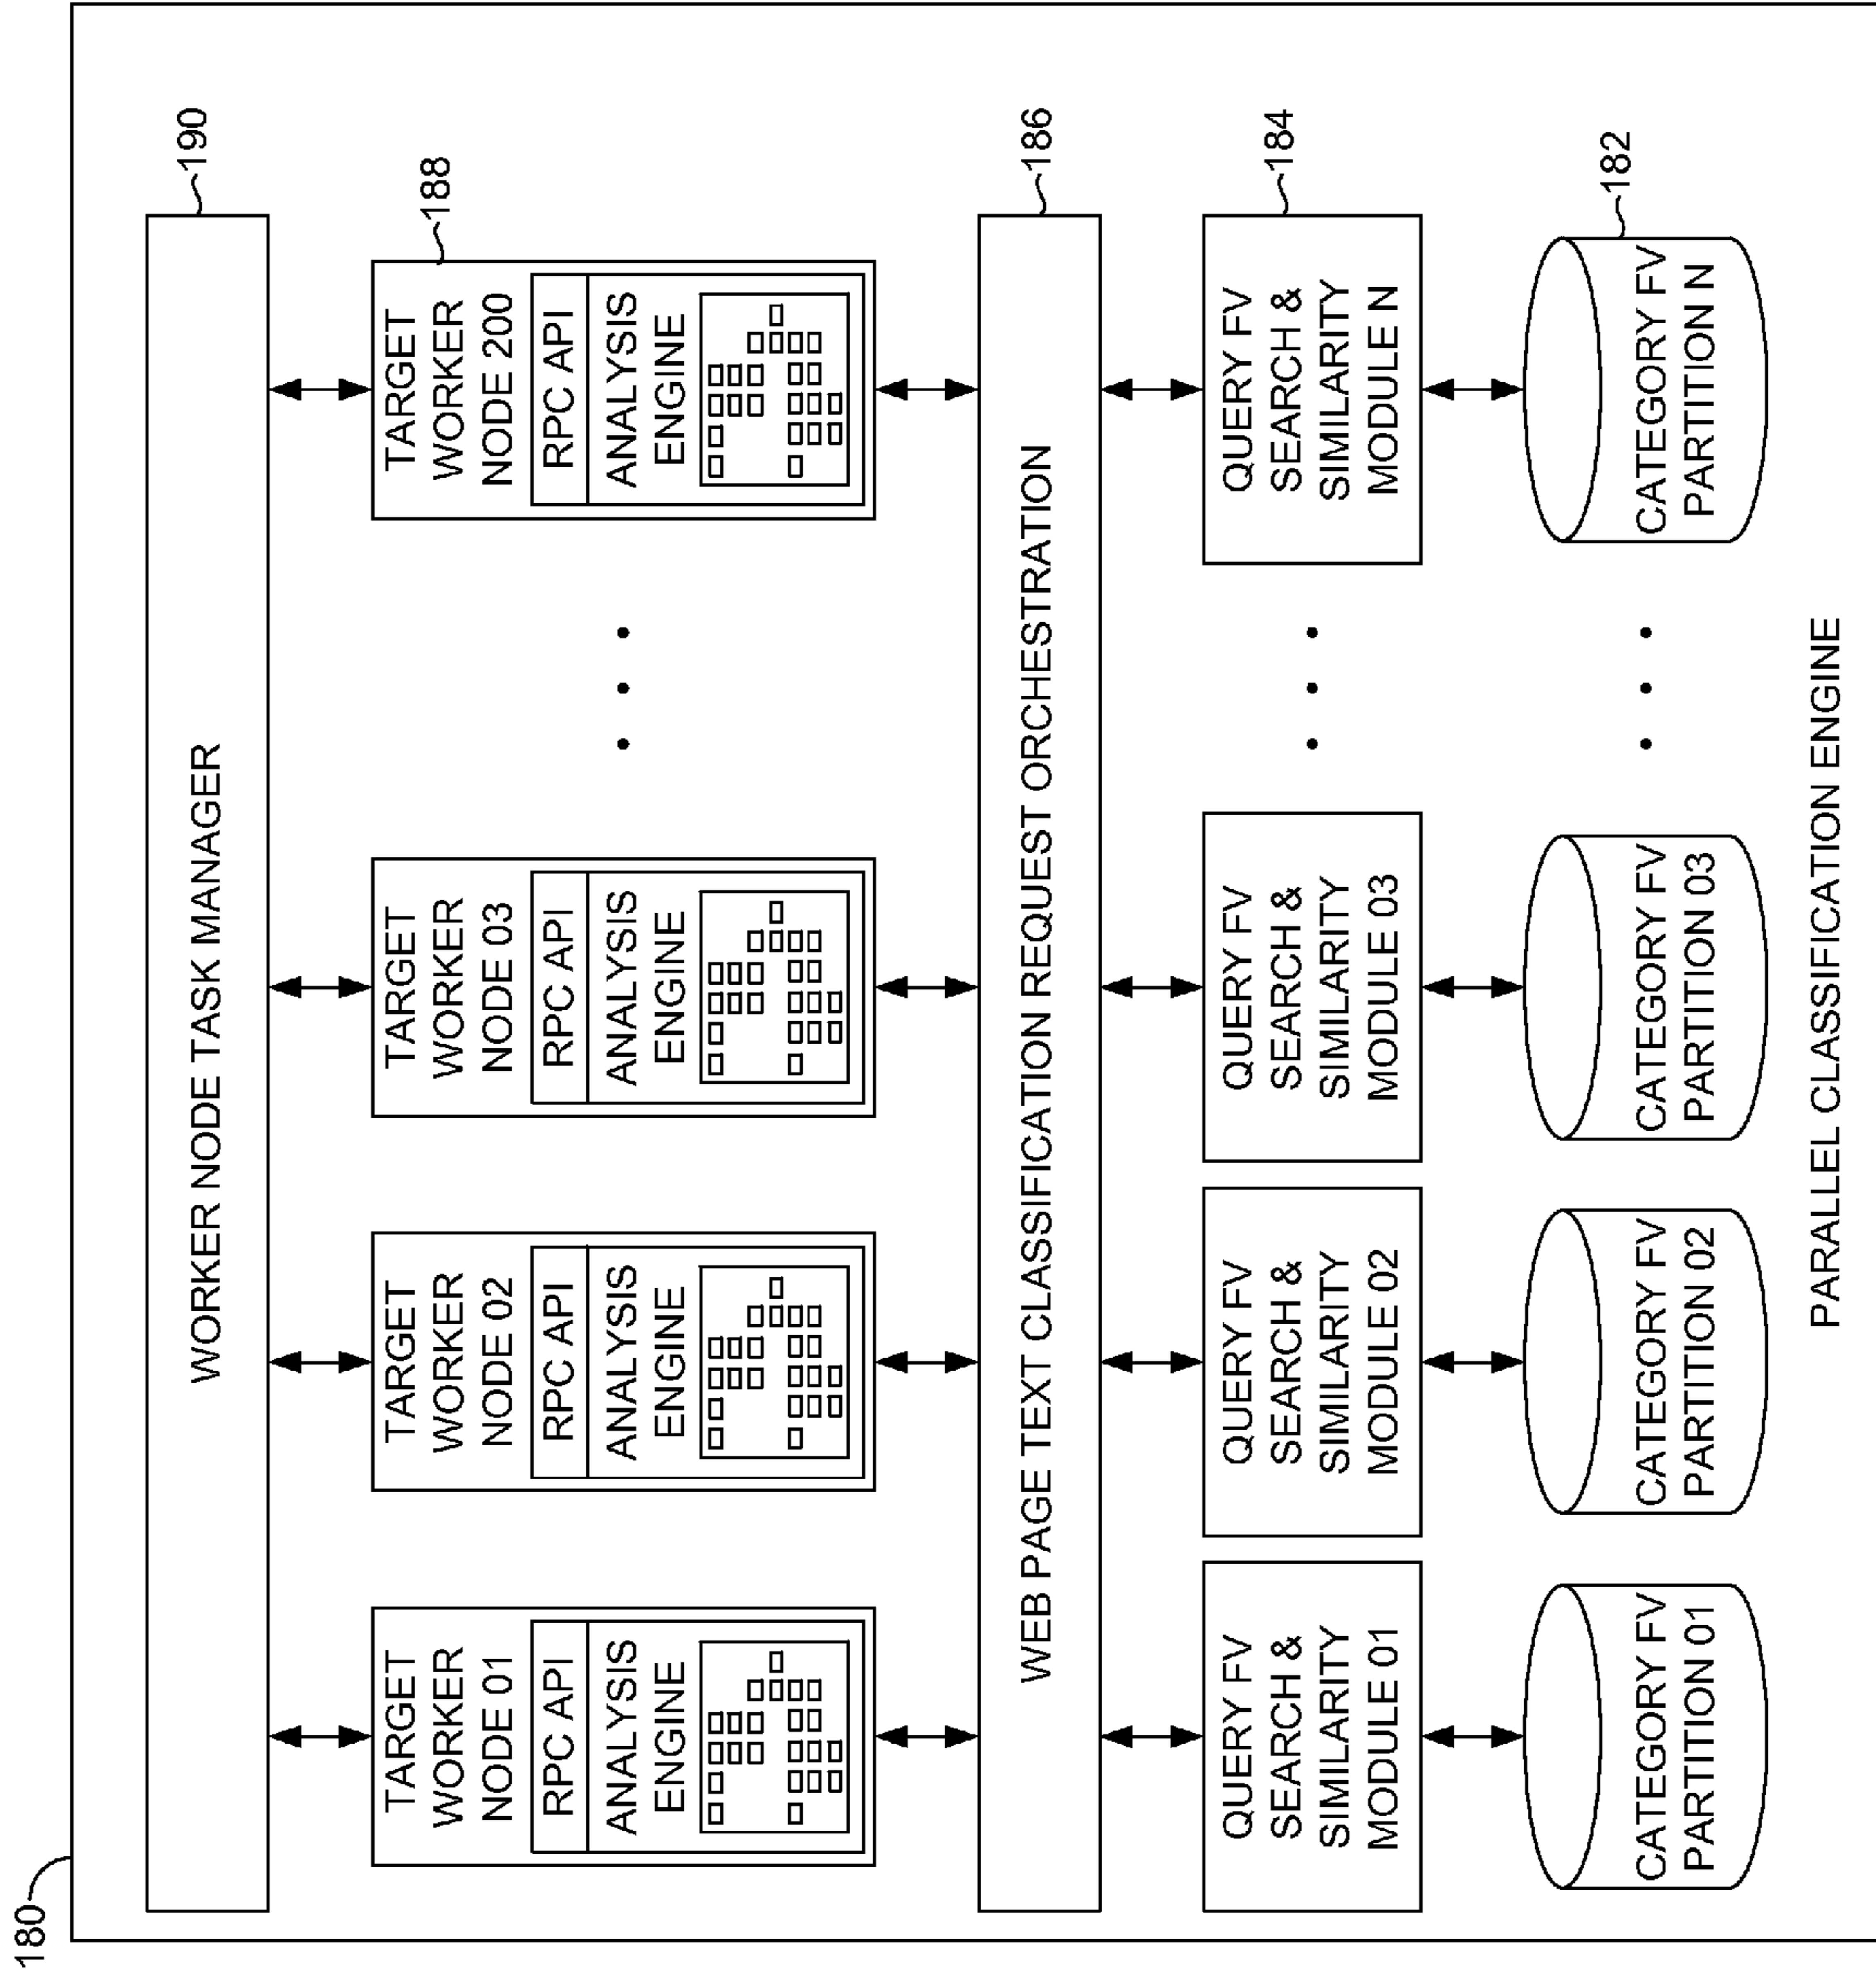 180
190
WORKER NODE TASK MANAGER
188
TARGET
WORKER
NODE 01
RPC API
ANALYSIS
ENGINE
TARGET
WORKER
NODE 02
RPC API
ANALYSIS
ENGINE
TARGET
WORKER
NODE 03
RPC API
ANALYSIS
ENGINE
. . .
TARGET
WORKER
NODE 200
RPC API
ANALYSIS
ENGINE
186
WEB PAGE TEXT CLASSIFICATION REQUEST ORCHESTRATION
184
QUERY FV
SEARCH &
SIMILARITY
MODULE 01
QUERY FV
SEARCH &
SIMILARITY
MODULE 02
QUERY FV
SEARCH &
SIMILARITY
MODULE 03
. . .
QUERY FV
SEARCH &
SIMILARITY
MODULE N
182
CATEGORY FV
PARTITION 01
CATEGORY FV
PARTITION 02
CATEGORY FV
PARTITION 03
. . .
CATEGORY FV
PARTITION N
PARALLEL CLASSIFICATION ENGINE